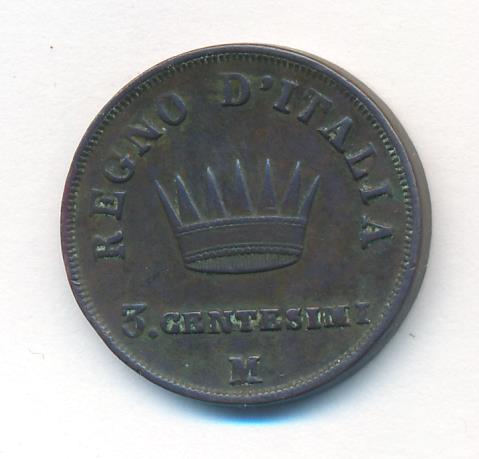 REGNO D'ITALIA
3. CENTESIMI
M